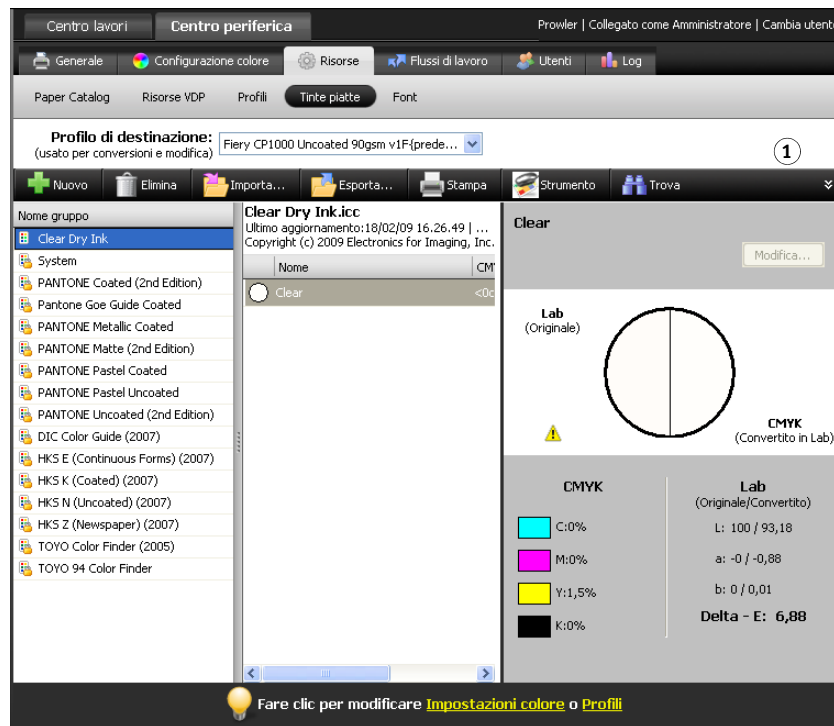 Centro lavori Centro periferica Prowler | Collegato come Amministratore | Cambia utent
Generale Configurazione colore Risorse Flussi di lavoro Utenti Log
Paper Catalog Risorse VDP Profili Tinte piatte Font
Profilo di destinazione: Fiery CP1000 Uncoated 90gsm v1F{prede...
(usato per conversioni e modifica)
1
Nuovo Elimina Importa... Esporta... Stampa Strumento Trova
Nome gruppo
Clear Dry Ink
System
PANTONE Coated (2nd Edition)
Pantone Goe Guide Coated
PANTONE Metallic Coated
PANTONE Matte (2nd Edition)
PANTONE Pastel Coated
PANTONE Pastel Uncoated
PANTONE Uncoated (2nd Edition)
DIC Color Guide (2007)
HKS E (Continuous Forms) (2007)
HKS K (Coated) (2007)
HKS N (Uncoated) (2007)
HKS Z (Newspaper) (2007)
TOYO Color Finder (2005)
TOYO 94 Color Finder
Clear Dry Ink.icc
Ultimo aggiornamento:18/02/09 16.26.49 | ...
Copyright (c) 2009 Electronics for Imaging, Inc.
Nome CM
Clear <0c
Clear
Modifica...
Lab
(Originale)
CMYK
(Convertito in Lab)
CMYK
C:0%
M:0%
Y:1,5%
K:0%
Lab
(Originale/Convertito)
L: 100 / 93,18
a: -0 / -0,88
b: 0 / 0,01
Delta - E: 6,88
Fare clic per modificare Impostazioni colore o Profili